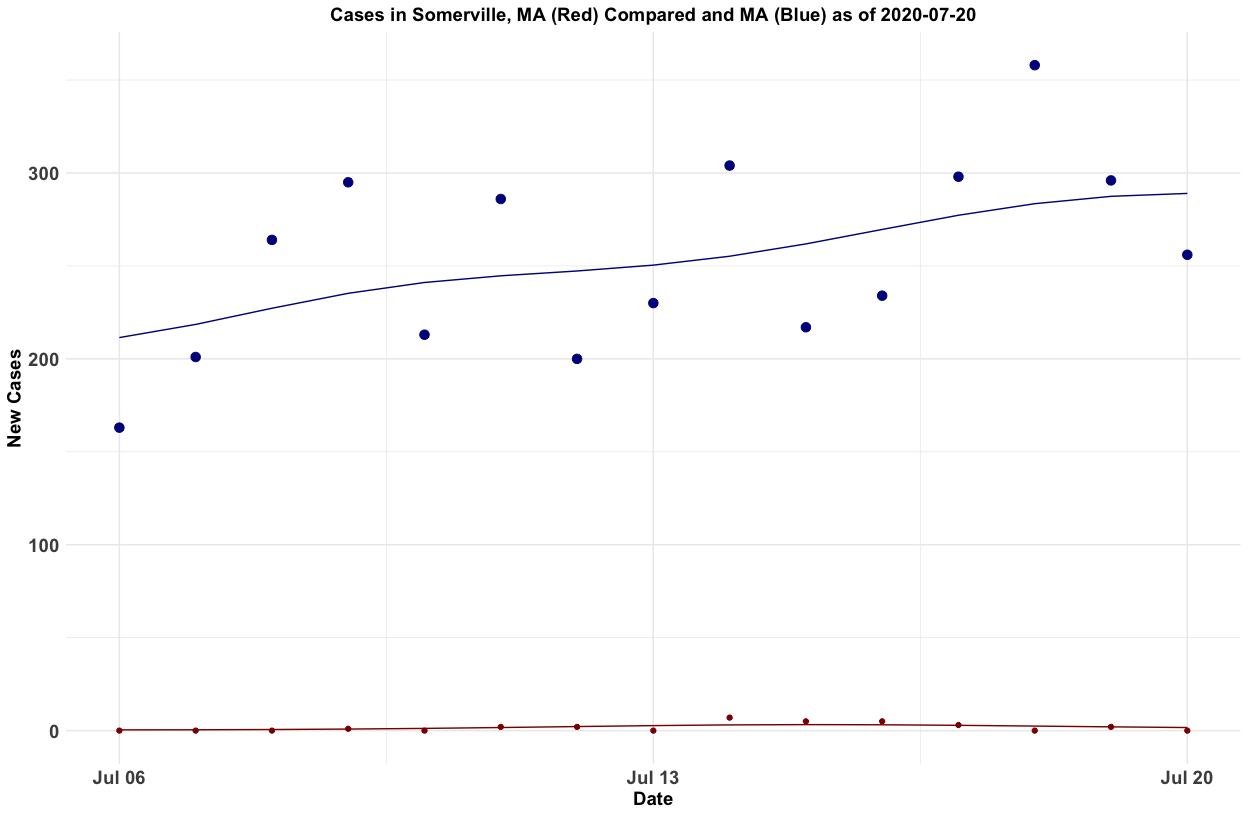 Cases in Somerville, MA (Red) Compared and MA (Blue) as of 2020-07-20
New Cases
300
200
100
0
Jul 06
Jul 13
Jul 20
Date